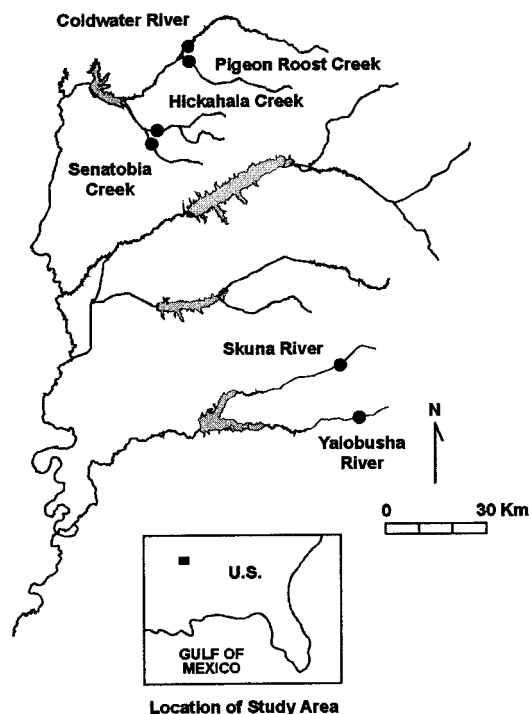 Coldwater River
Pigeon Roost Creek
Hickahala Creek
Senatobia
Creek
Skuna River
Yalobusha
River
N
0 30 Km
U.S.
GULF OF
MEXICO
Location of Study Area